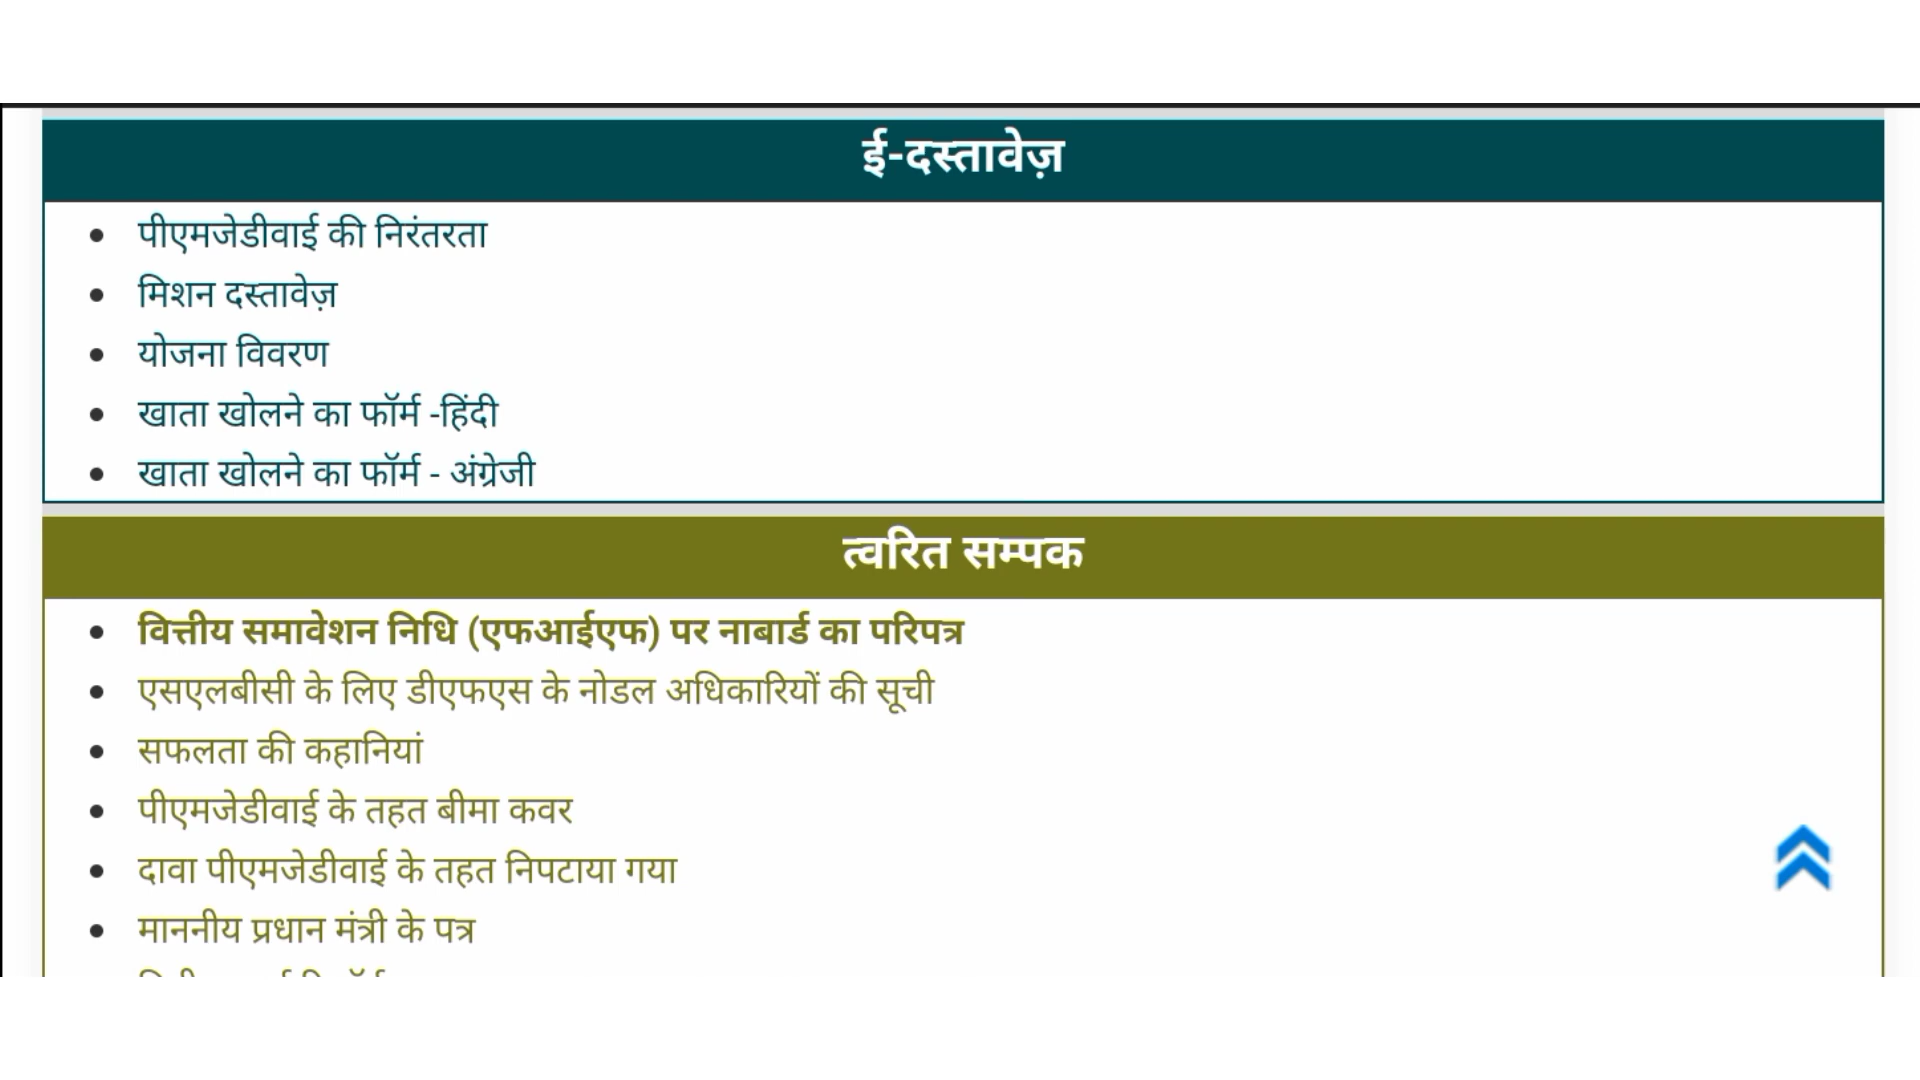 ई-दस्तावेज़
पीएमजेडीवाई की निरंतरता
मिशन दस्तावेज़
योजना विवरण
खाता खोलने का फॉर्म -हिंदी
खाता खोलने का फॉर्म - अंग्रेजी
त्वरित सम्पक
वित्तीय समावेशन निधि (एफआईएफ) पर नाबार्ड का परिपत्र
एसएलबीसी के लिए डीएफएस के नोडल अधिकारियों की सूची
सफलता की कहानियां
पीएमजेडीवाई के तहत बीमा कवर
दावा पीएमजेडीवाई के तहत निपटाया गया
माननीय प्रधान मंत्री के पत्र